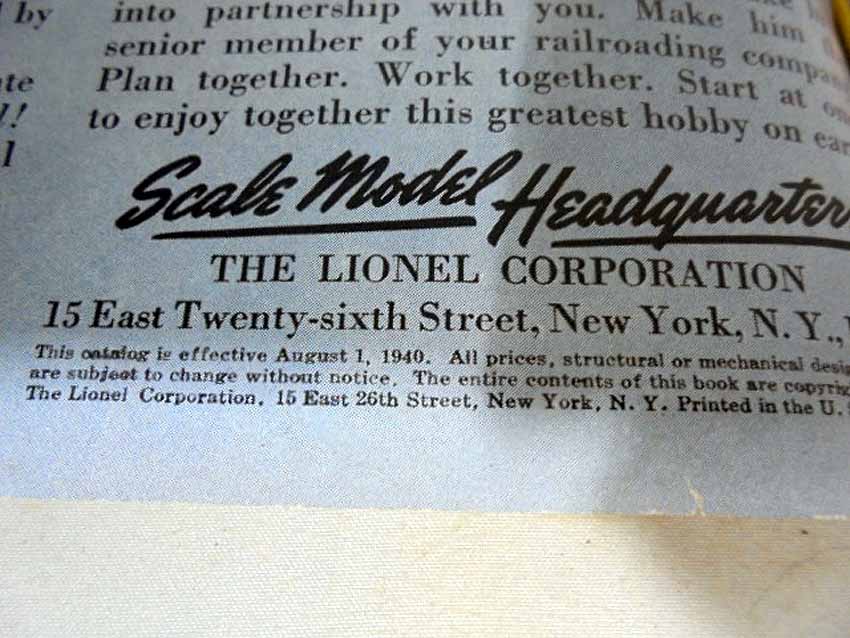 by into partnership with you. Make him
senior member of your railroading
Plan together. Work together. Start at
to enjoy together this greatest hobby on
Scale Model Headquarters
THE LIONEL CORPORATION
15 East Twenty-sixth Street, New York, N. Y.,
This catalog is effective August 1, 1940. All prices, structural or mechanical
are subject to change without notice. The entire contents of this book are
The Lionel Corporation, 15 East 26th Street, New York, N. Y. Printed in the U.